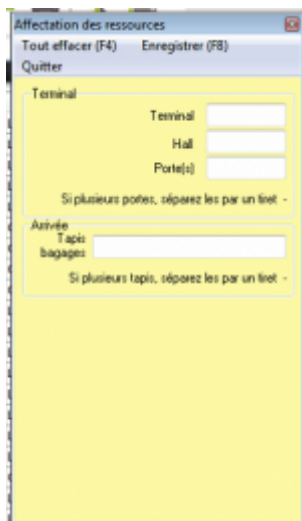 Affectation des ressources
Tout effacer (F4) Enregistrer (F8)
Quitter
Terminal
Terminal
Hall
Porte(s)
Si plusieurs portes, séparez les par un tiret -
Arrivée
Tapis
bagages
Si plusieurs tapis, séparez les par un tiret -